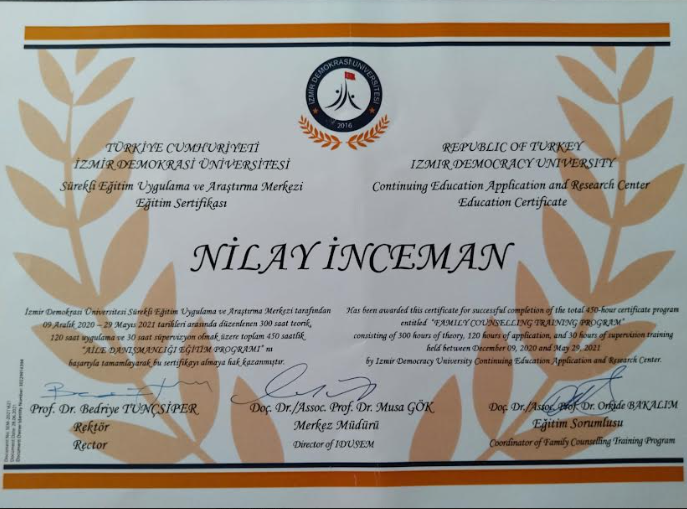 İZMİR DEMOKRASİ ÜNİVERSİTESİ
2016
TÜRKİYE CUMHURİYETİ
İZMİR DEMOKRASİ ÜNİVERSİTESİ
Sürekli Eğitim Uygulama ve Araştırma Merkezi
Eğitim Sertifikası
REPUBLIC OF TURKEY
IZMIR DEMOCRACY UNIVERSITY
Continuing Education Application and Research Center
Education Certificate
NİLAY İNCEMAN
İzmir Demokrasi Üniversitesi Sürekli Eğitim Uygulama ve Araştırma Merkezi tarafından
09 Aralık 2020 – 29 Mayıs 2021 tarihleri arasında düzenlenen 300 saat teorik,
120 saat uygulama ve 30 saat süpervizyon olmak üzere toplam 450 saatlik
"AİLE DANIŞMANLIĞI EĞİTİM PROGRAMI" nı
başarıyla tamamlayarak bu sertifikayı almaya hak kazanmıştır.
Has been awarded this certificate for successful completion of the total 450-hour certificate program
entitled "FAMILY COUNSELLING TRAINING PROGRAM"
consisting of 300 hours of theory, 120 hours of application, and 30 hours of supervision training
held between December 09, 2020 and May 29, 2021
by Izmir Democracy University Continuing Education Application and Research Center.
Prof. Dr. Bedriye TUNÇSİPER
Rektör
Rector
Doç. Dr./Assoc. Prof. Dr. Musa GÖK
Merkez Müdürü
Director of IDUSEM
Doç. Dr./Assoc. Prof. Dr. Orkide BAKALIM
Eğitim Sorumlusu
Coordinator of Family Counselling Training Program